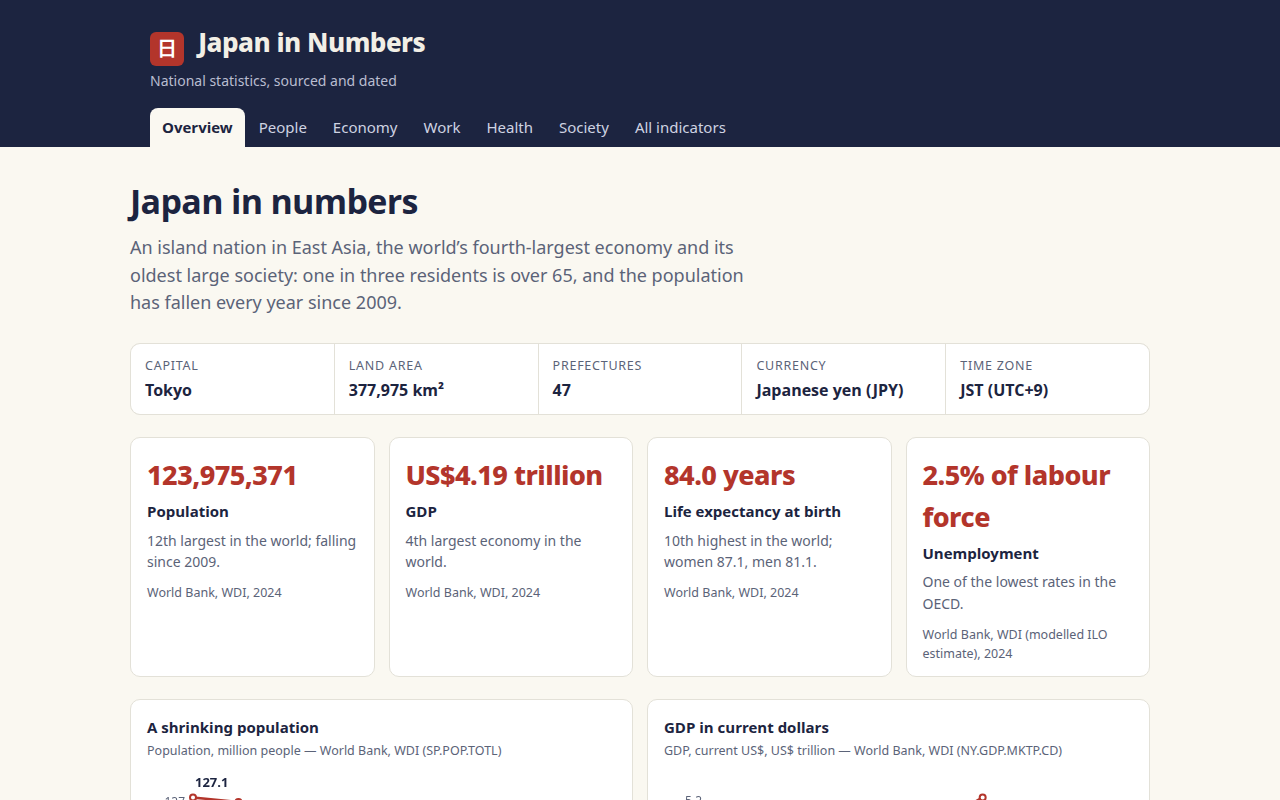 日 Japan in Numbers
National statistics, sourced and dated
Overview People Economy Work Health Society All indicators
Japan in numbers
An island nation in East Asia, the world’s fourth-largest economy and its
oldest large society: one in three residents is over 65, and the population
has fallen every year since 2009.
CAPITAL
Tokyo
LAND AREA
377,975 km²
PREFECTURES
47
CURRENCY
Japanese yen (JPY)
TIME ZONE
JST (UTC+9)
123,975,371
Population
12th largest in the world; falling
since 2009.
World Bank, WDI, 2024
US$4.19 trillion
GDP
4th largest economy in the
world.
World Bank, WDI, 2024
84.0 years
Life expectancy at birth
10th highest in the world;
women 87.1, men 81.1.
World Bank, WDI, 2024
2.5% of labour
force
Unemployment
One of the lowest rates in the
OECD.
World Bank, WDI (modelled ILO
estimate), 2024
A shrinking population
Population, million people — World Bank, WDI (SP.POP.TOTL)
127.1
GDP in current dollars
GDP, current US$, US$ trillion — World Bank, WDI (NY.GDP.MKTP.CD)